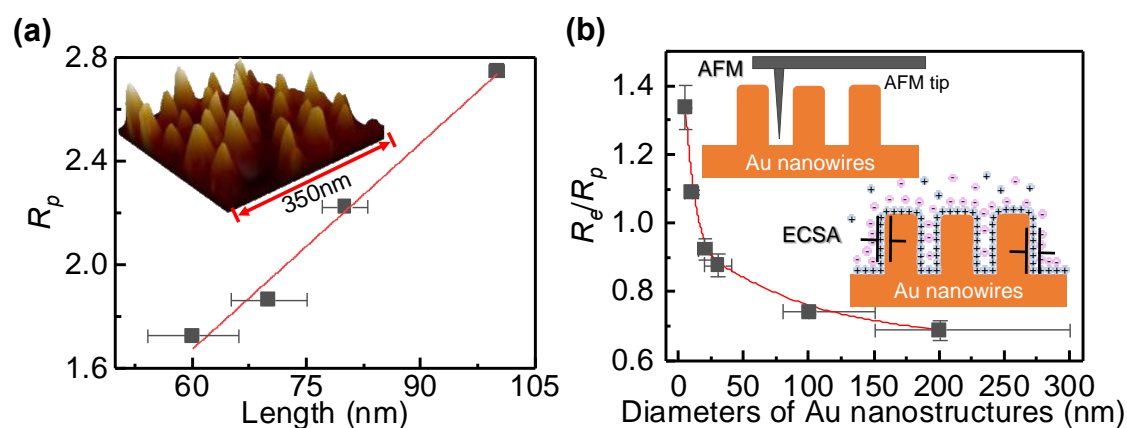 (a)
R_p
2.8
2.4
2.0
1.6
350nm
60 75 90 105
Length (nm)
(b)
R_e/R_p
1.4
1.2
1.0
0.8
0.6
AFM
AFM tip
Au nanowires
ECSA
Au nanowires
0 50 100 150 200 250 300
Diameters of Au nanostructures (nm)